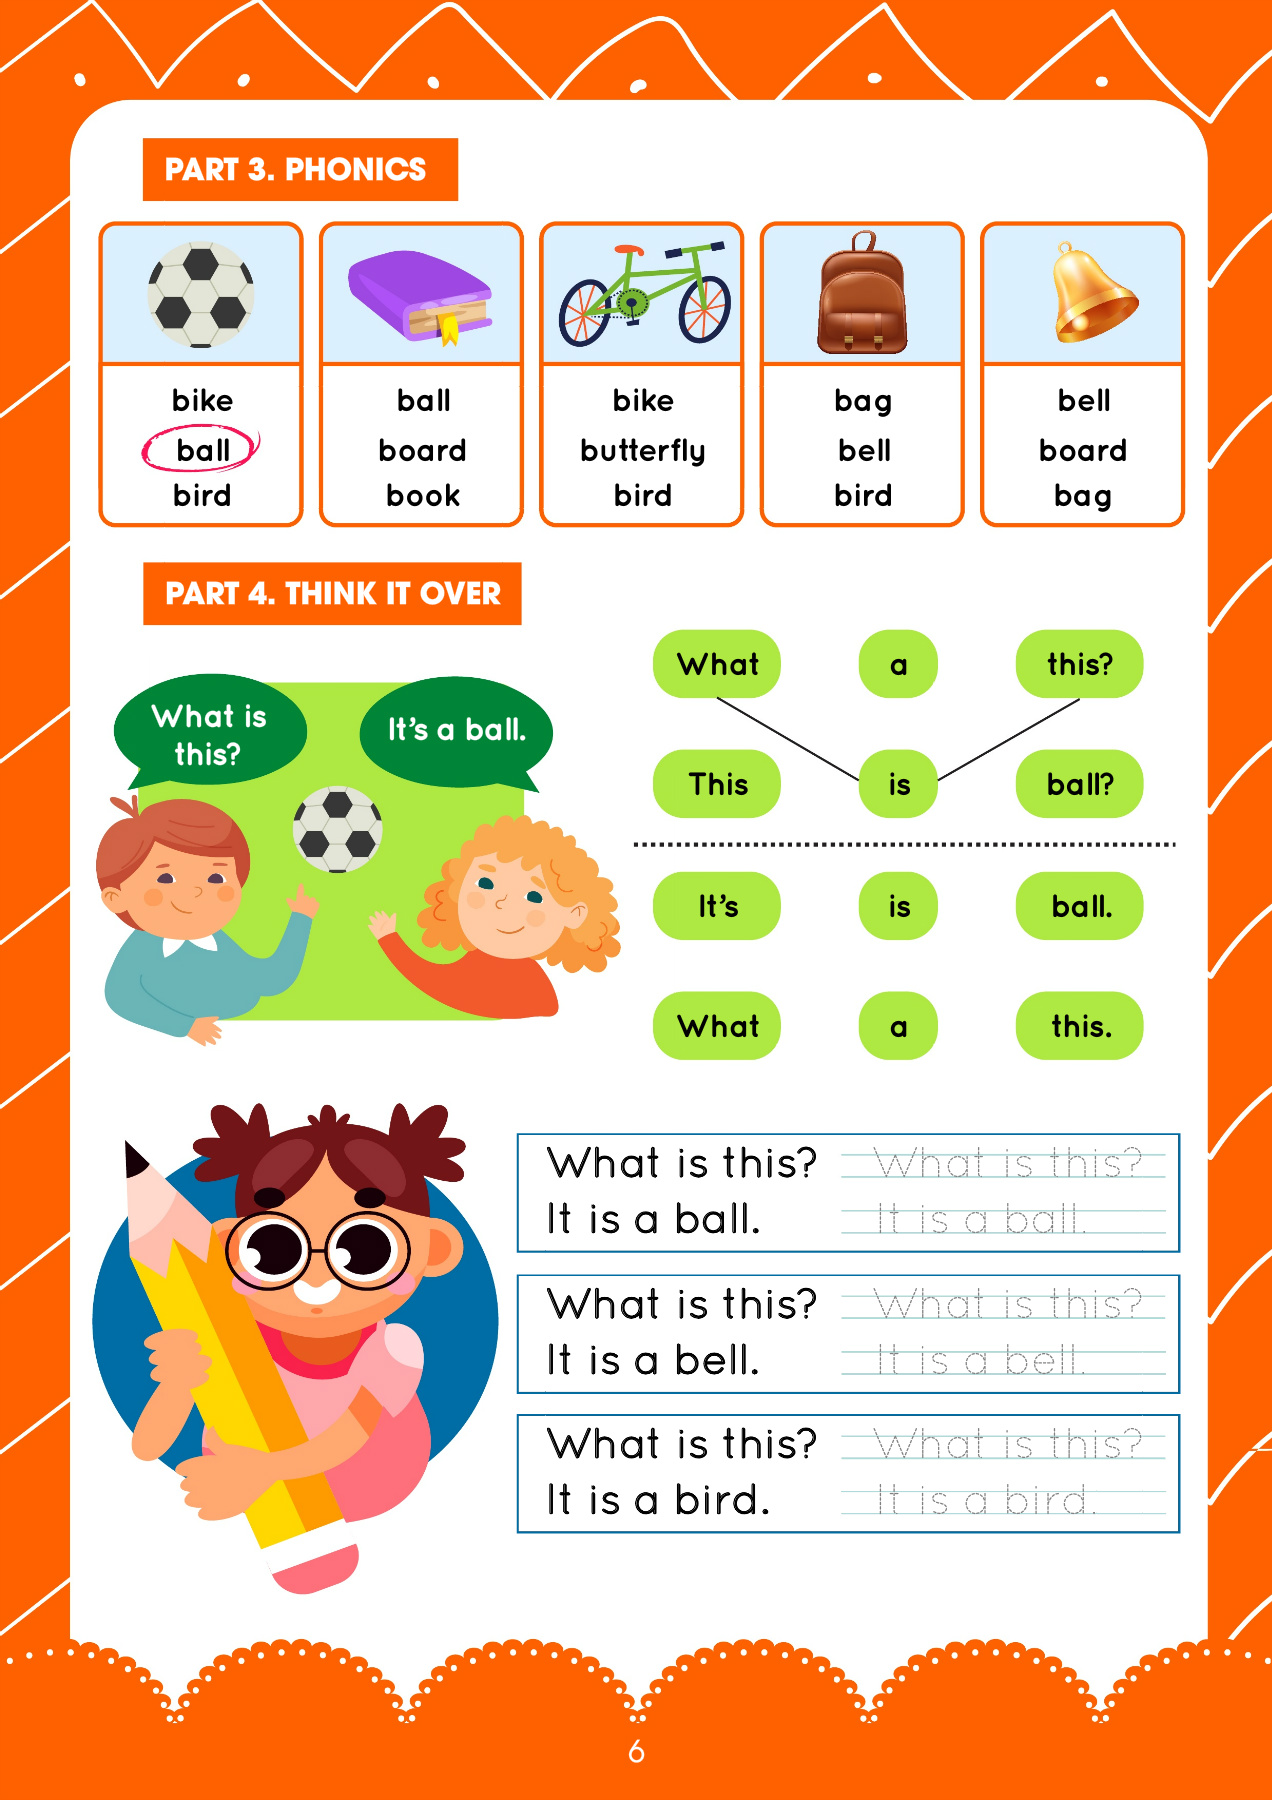 PART 3. PHONICS
bike
ball
bird
ball
board
book
bike
butterfly
bird
bag
bell
bird
bell
board
bag
PART 4. THINK IT OVER
What is
this?
It's a ball.
What a this?
This is ball?
It's is ball.
What a this.
What is this? What is this?
It is a ball. It is a ball.
What is this? What is this?
It is a bell. It is a bell.
What is this? What is this?
It is a bird. It is a bird.
6